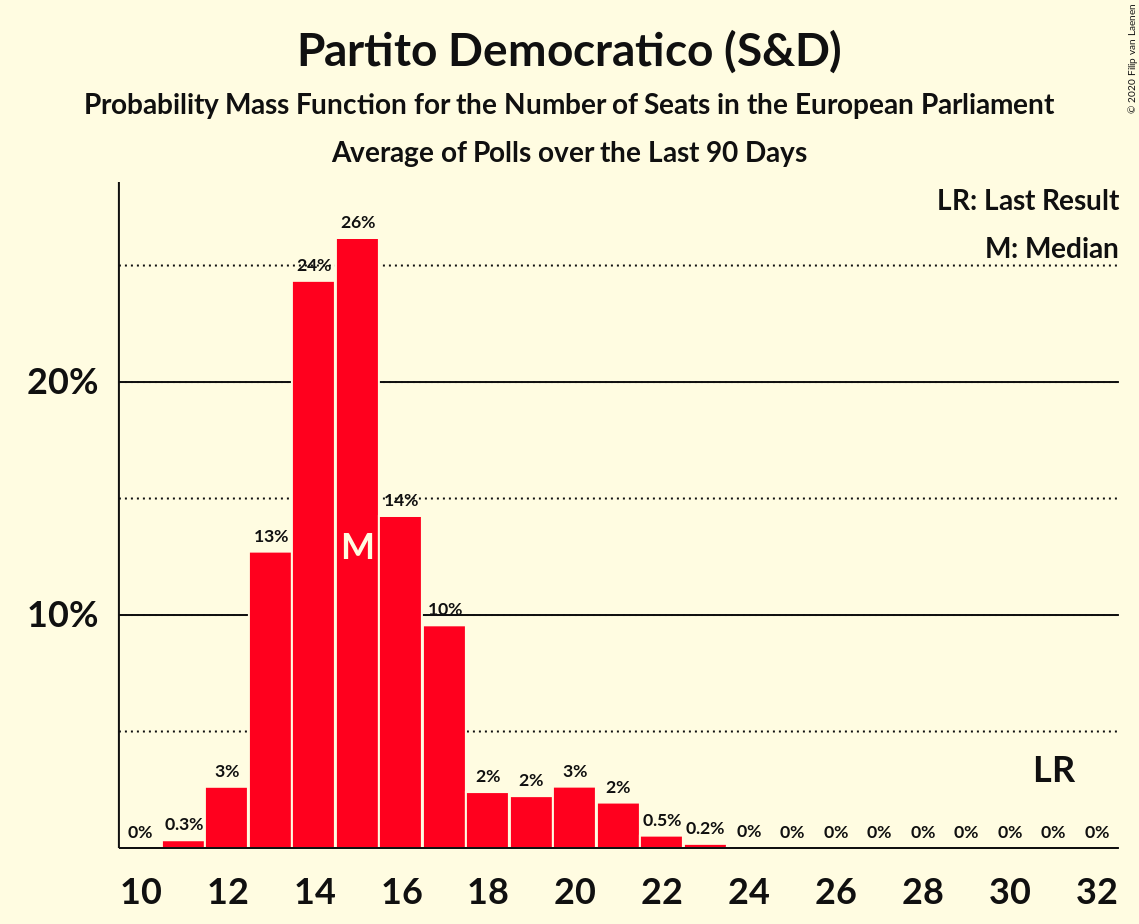 Partito Democratico (S&D)
Probability Mass Function for the Number of Seats in the European Parliament
Average of Polls over the Last 90 Days
© 2020 Filip van Laenen
LR: Last Result
M: Median
20%
10%
0% 0.3% 3% 13% 24% 26% 14% 10% 2% 2% 3% 2% 0.5% 0.2% 0% 0% 0% 0% 0% 0% 0% 0% 0%
M
LR
10 12 14 16 18 20 22 24 26 28 30 32